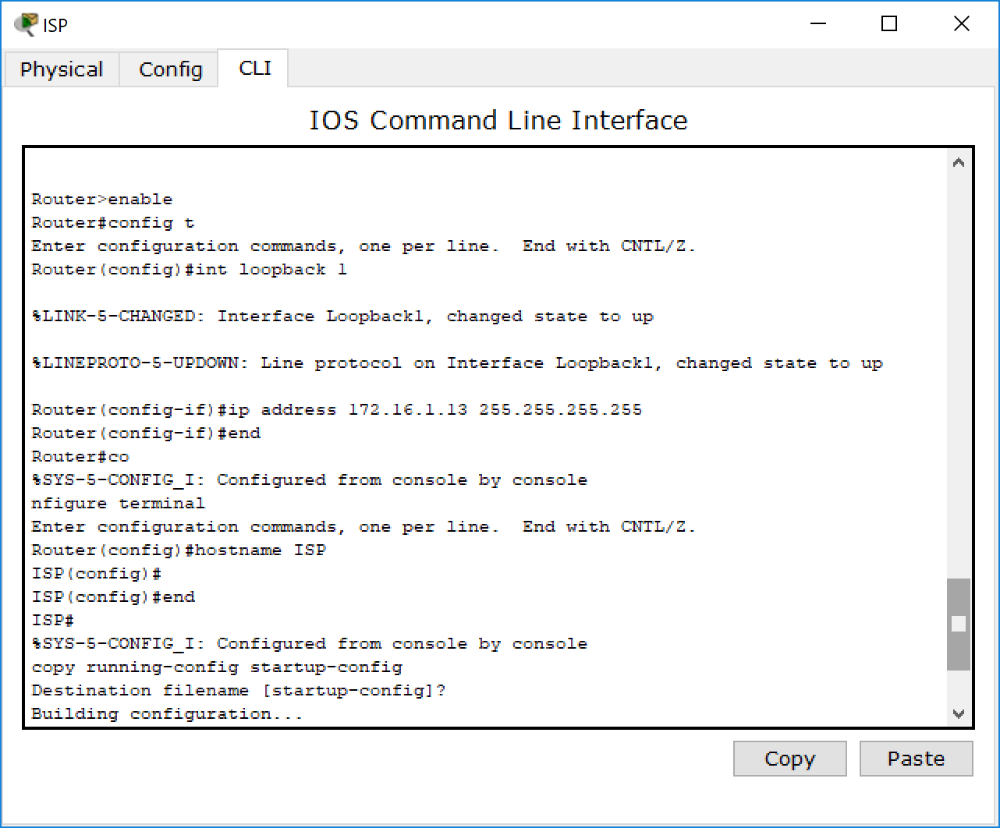 ISP
Physical Config CLI
IOS Command Line Interface
Router>enable
Router#config t
Enter configuration commands, one per line.  End with CNTL/Z.
Router(config)#int loopback 1
%LINK-5-CHANGED: Interface Loopback1, changed state to up
%LINEPROTO-5-UPDOWN: Line protocol on Interface Loopback1, changed state to up
Router(config-if)#ip address 172.16.1.13 255.255.255.255
Router(config-if)#end
Router#co
%SYS-5-CONFIG_I: Configured from console by console
nfigure terminal
Enter configuration commands, one per line.  End with CNTL/Z.
Router(config)#hostname ISP
ISP(config)#
ISP(config)#end
ISP#
%SYS-5-CONFIG_I: Configured from console by console
copy running-config startup-config
Destination filename [startup-config]?
Building configuration...
Copy Paste